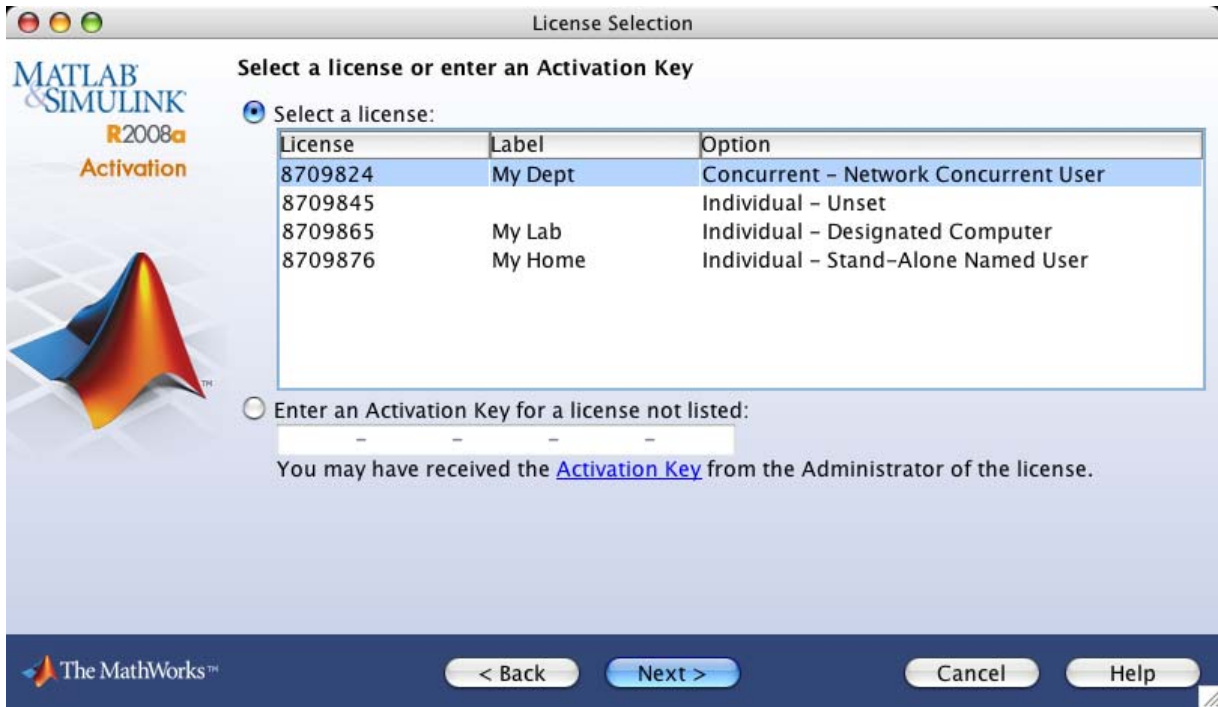 License Selection
MATLAB
&SIMULINK
R2008a
Activation
Select a license or enter an Activation Key
Select a license:
License Label Option
8709824 My Dept Concurrent – Network Concurrent User
8709845 Individual – Unset
8709865 My Lab Individual – Designated Computer
8709876 My Home Individual – Stand–Alone Named User
TM
Enter an Activation Key for a license not listed:
– – – –
You may have received the Activation Key from the Administrator of the license.
The MathWorks™
< Back Next > Cancel Help